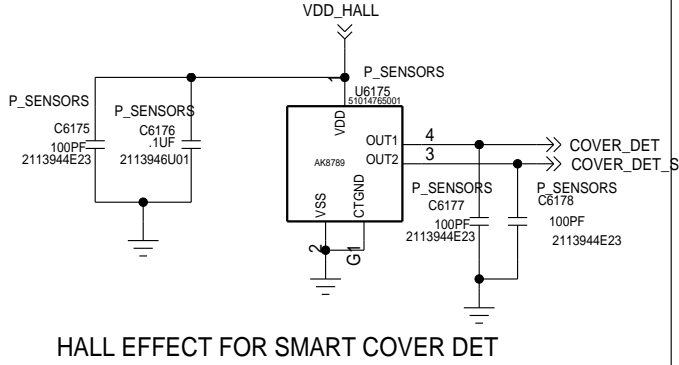 VDD_HALL
P_SENSORS
C6175
100PF
2113944E23
P_SENSORS
C6176
.1UF
2113946U01
P_SENSORS
U6175
51014765001
1
VDD
AK8789
OUT1
OUT2
VSS
CTGND
4
3
2
G1
COVER_DET
COVER_DET_S
P_SENSORS
C6177
100PF
2113944E23
P_SENSORS
C6178
100PF
2113944E23
HALL EFFECT FOR SMART COVER DET